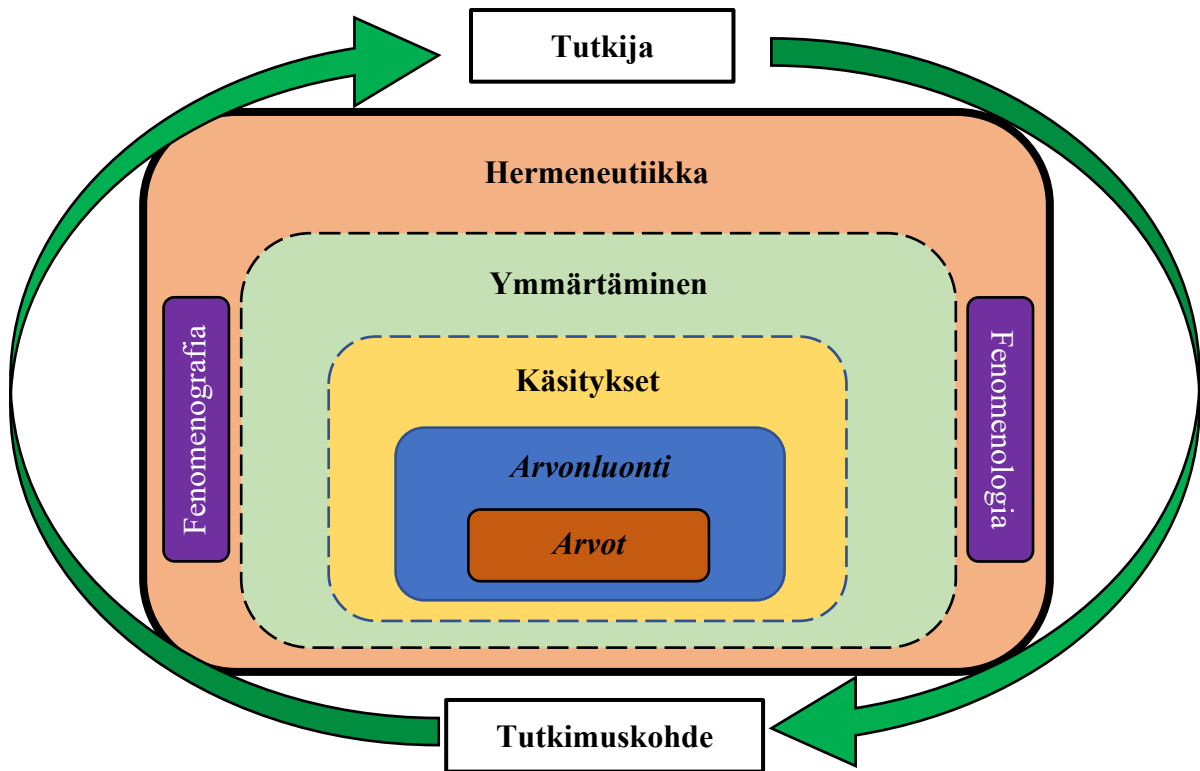 Tutkija
Hermeneutiikka
Ymmärtäminen
Fenomenografia
Fenomenologia
Käsitykset
Arvonluonti
Arvot
Tutkimuskohde